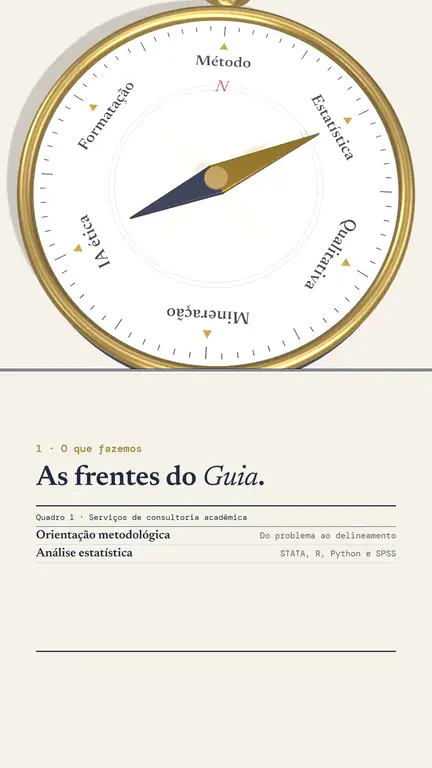 Método
N
Formatação
Estatística
IA ética
Qualitativa
Mineração
1 · O que fazemos
As frentes do Guia.
Quadro 1 · Serviços de consultoria acadêmica
Orientação metodológica Do problema ao delineamento
Análise estatística STATA, R, Python e SPSS